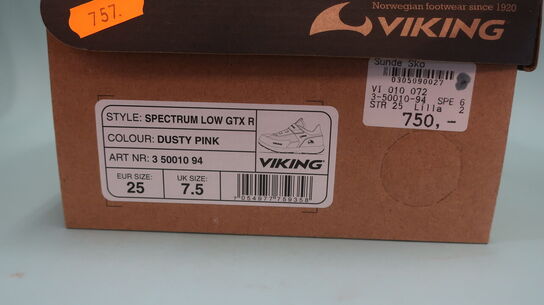 757.
Norwegian footwear since 1920
VIKING
Sunde Sko
0305090027
VI 010 072
3-50010-94 SPE 6
STR 25 Lilla 2
750,-
STYLE: SPECTRUM LOW GTX R
COLOUR: DUSTY PINK
ART NR: 3 50010 94
VIKING
EUR SIZE:
25
UK SIZE:
7.5
7054877759358